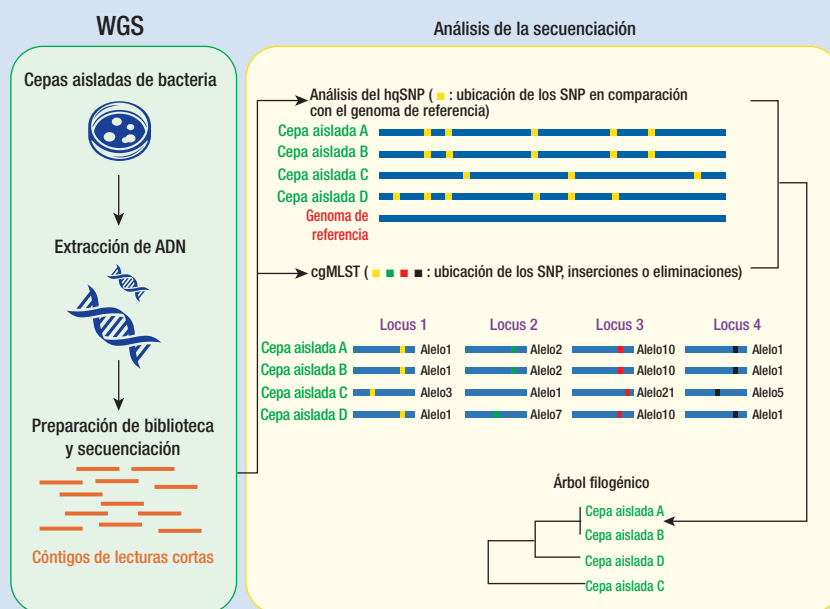 WGS
Cepas aisladas de bacteria
Extracción de ADN
Preparación de biblioteca
y secuenciación
Cóntigos de lecturas cortas
Análisis de la secuenciación
Análisis del hqSNP ( : ubicación de los SNP en comparación
con el genoma de referencia)
Cepa aislada A
Cepa aislada B
Cepa aislada C
Cepa aislada D
Genoma de
referencia
cgMLST ( : ubicación de los SNP, inserciones o eliminaciones)
Locus 1 Locus 2 Locus 3 Locus 4
Cepa aislada A Alelo1 Alelo2 Alelo10 Alelo1
Cepa aislada B Alelo1 Alelo2 Alelo10 Alelo1
Cepa aislada C Alelo3 Alelo1 Alelo21 Alelo5
Cepa aislada D Alelo1 Alelo7 Alelo10 Alelo1
Árbol filogénico
Cepa aislada A
Cepa aislada B
Cepa aislada D
Cepa aislada C